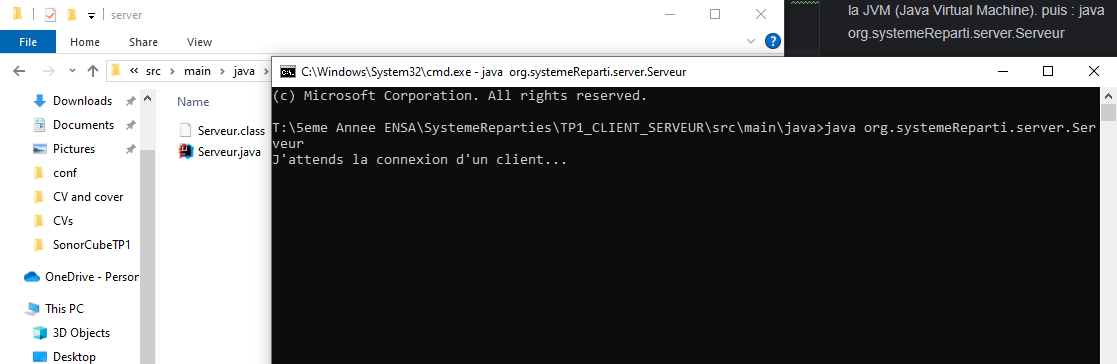 server
la JVM (Java Virtual Machine). puis : java
org.systemeReparti.server.Serveur
File Home Share View
« src › main › java ›
C:\Windows\System32\cmd.exe - java  org.systemeReparti.server.Serveur
(c) Microsoft Corporation. All rights reserved.
T:\5eme Annee ENSA\SystemeReparties\TP1_CLIENT_SERVEUR\src\main\java>java org.systemeReparti.server.Ser
veur
J'attends la connexion d'un client...
Downloads
Documents
Pictures
conf
CV and cover
CVs
SonorCubeTP1
OneDrive - Person
This PC
3D Objects
Desktop
Name
Serveur.class
Serveur.java